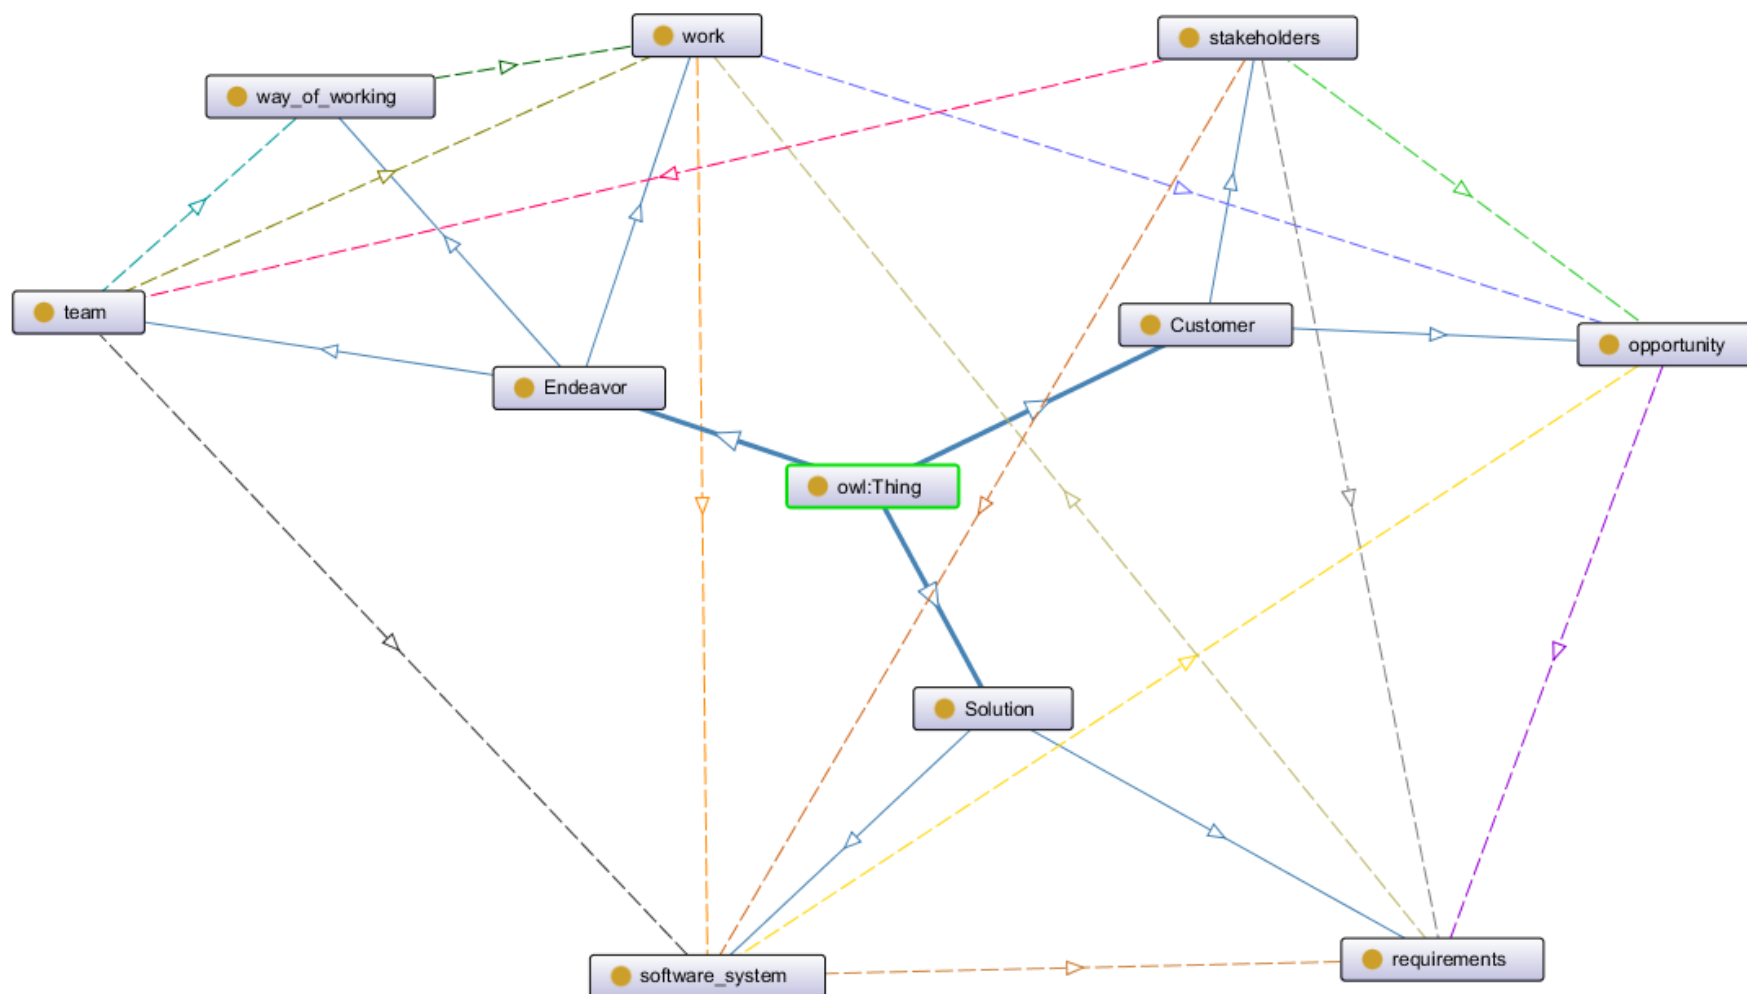 work
stakeholders
way_of_working
team
Customer
opportunity
Endeavor
owl:Thing
Solution
requirements
software_system